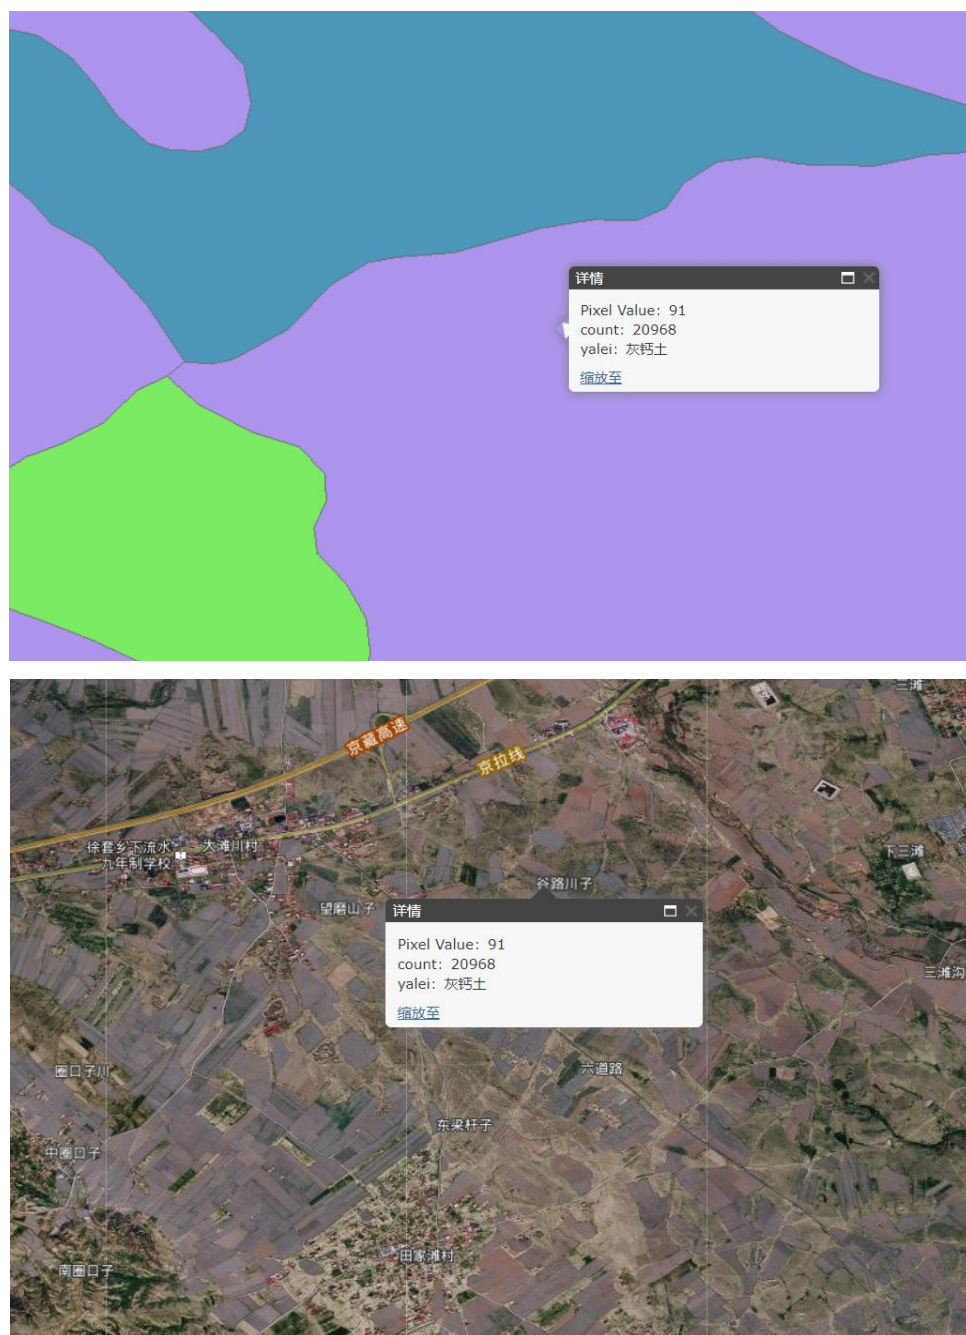 详情
Pixel Value: 91
count: 20968
yalei: 灰钙土
缩放至
三滩
京藏高速
京拉线
徐套乡下流水
九年制学校
大滩川村
下三滩
谷路川子
望磨山子
详情
Pixel Value: 91
count: 20968
yalei: 灰钙土
缩放至
三滩沟
圈口子川
六道路
东梁杆子
中圈口子
田家滩村
南圈口子